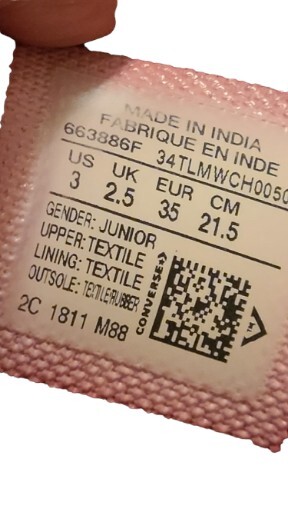 MADE IN INDIA
FABRIQUE EN INDE
663886F 34TLMWCH0050
US UK EUR CM
3 2.5 35 21.5
GENDER: JUNIOR
UPPER: TEXTILE
LINING: TEXTILE
OUTSOLE: TEXTILE/RUBBER
2C 1811 M88
CONVERSE
TM